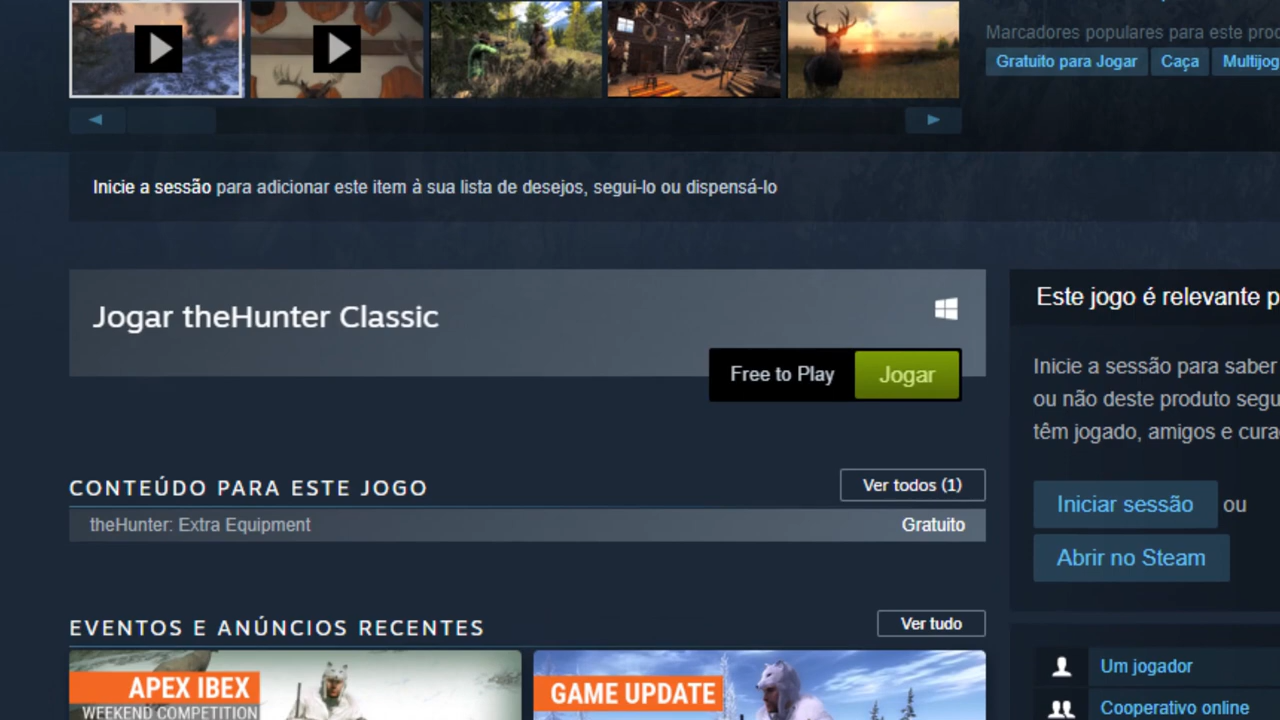 Marcadores populares para este
Gratuito para Jogar
Caça
Inicie a sessão para adicionar este item à sua lista de desejos, segui-lo ou dispensá-lo
Jogar theHunter Classic
Free to Play
Jogar
CONTEÚDO PARA ESTE JOGO
Ver todos (1)
theHunter: Extra Equipment
Gratuito
EVENTOS E ANÚNCIOS RECENTES
Ver tudo
APEX IBEX
WEEKEND COMPETITION
GAME UPDATE
Este jogo é relevante
Inicie a sessão para saber
ou não deste produto
têm jogado, amigos e
Iniciar sessão
ou
Abrir no Steam
Um jogador
Cooperativo online